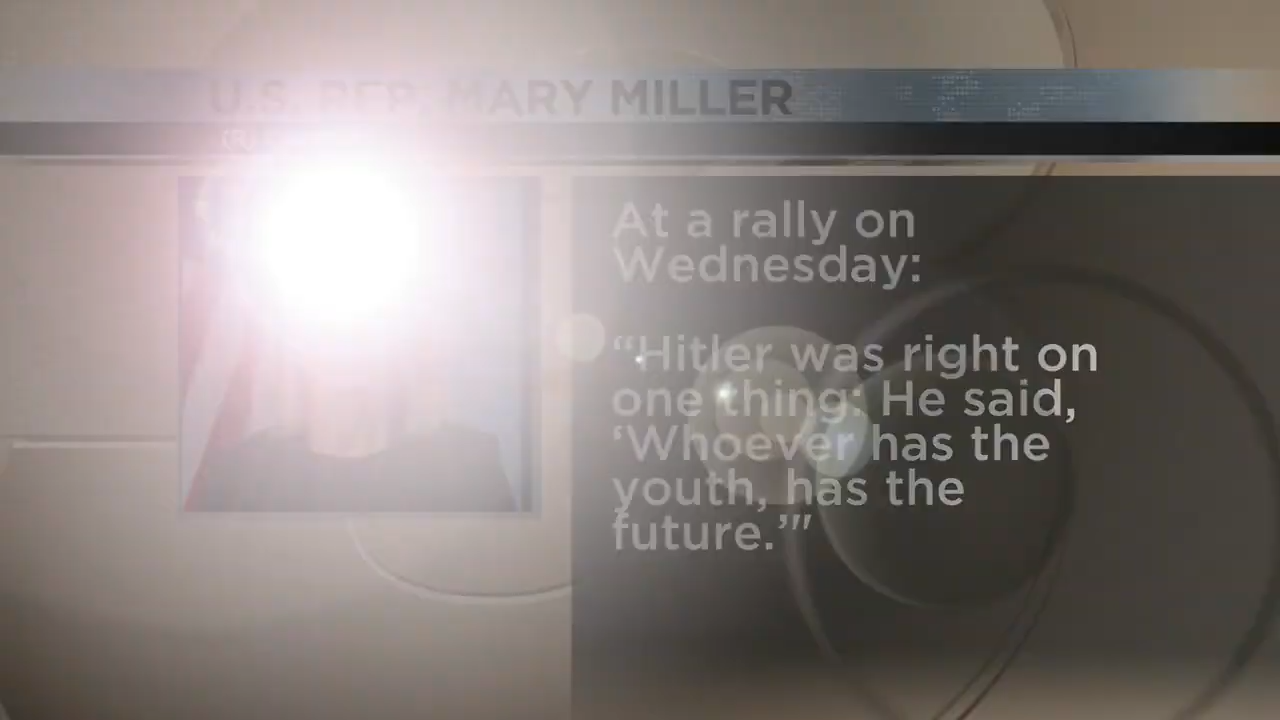 U.S. REP. MARY MILLER
(R)
At a rally on
Wednesday:
“Hitler was right on
one thing: He said,
‘Whoever has the
youth, has the
future.’”